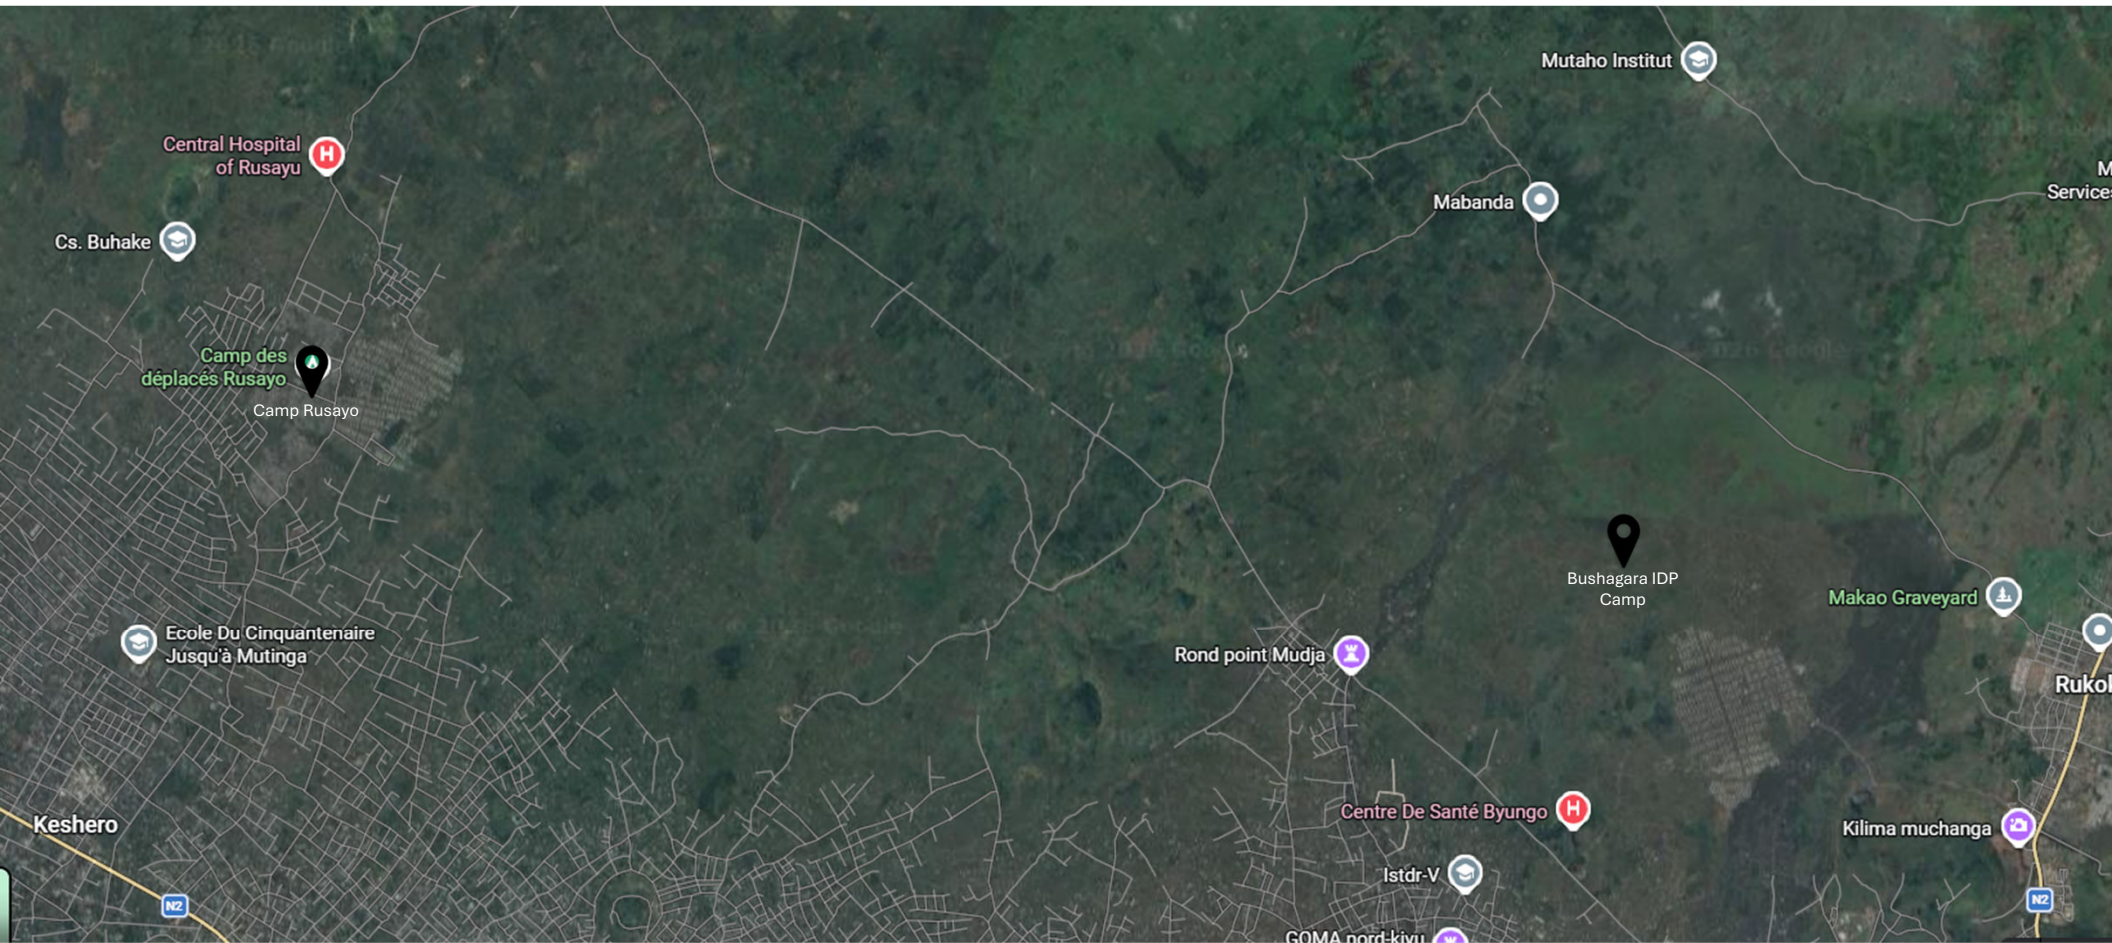 Mutaho Institut
Central Hospital
of Rusayu
M
Services
Mabanda
Cs. Buhake
Camp des
déplacés Rusayo
Camp Rusayo
Bushagara IDP
Camp
Makao Graveyard
Ecole Du Cinquantenaire
Jusqu'à Mutinga
Rond point Mudja
Rukol
Centre De Santé Byungo
Keshero
Kilima muchanga
Istdr-V
N2
N2
GOMA nord-kivu